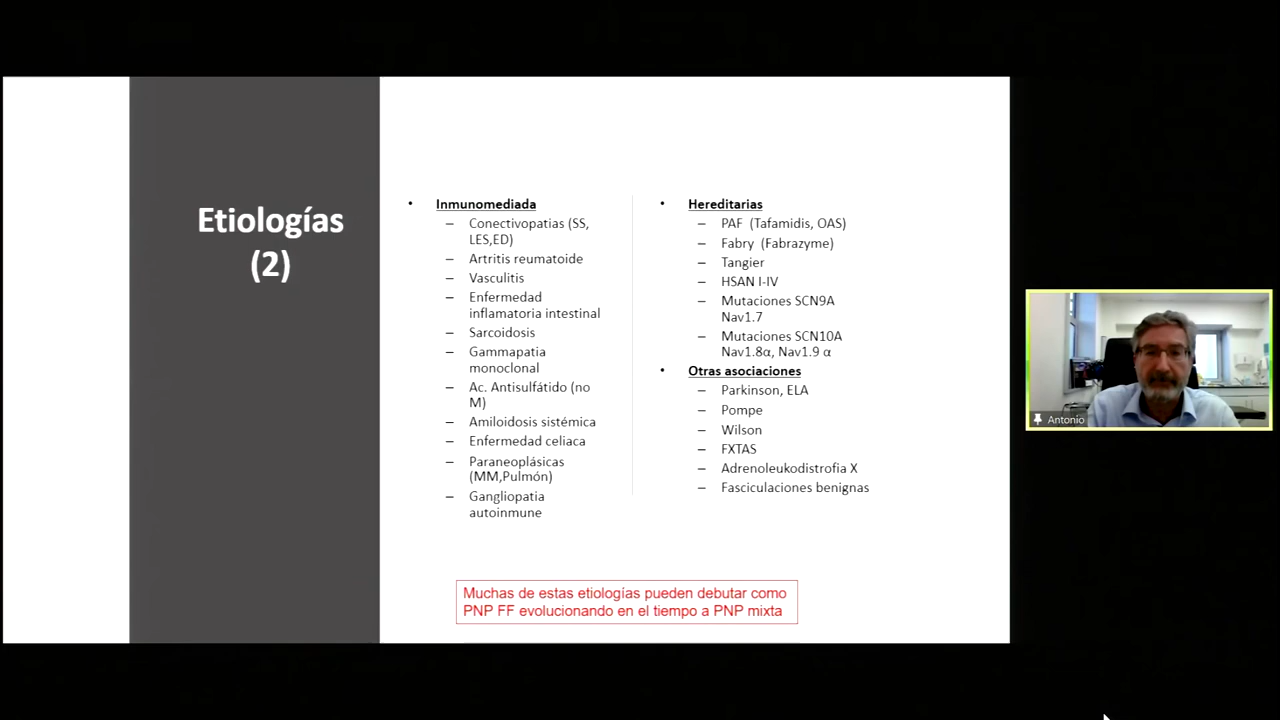 Etiologías
(2)
• Inmunomediada
– Conectivopatias (SS,
LES,ED)
– Artritis reumatoide
– Vasculitis
– Enfermedad
inflamatoria intestinal
– Sarcoidosis
– Gammapatia
monoclonal
– Ac. Antisulfátido (no
M)
– Amiloidosis sistémica
– Enfermedad celiaca
– Paraneoplásicas
(MM,Pulmón)
– Gangliopatia
autoinmune
• Hereditarias
– PAF (Tafamidis, OAS)
– Fabry (Fabrazyme)
– Tangier
– HSAN I-IV
– Mutaciones SCN9A
Nav1.7
– Mutaciones SCN10A
Nav1.8α, Nav1.9 α
• Otras asociaciones
– Parkinson, ELA
– Pompe
– Wilson
– FXTAS
– Adrenoleukodistrofia X
– Fasciculaciones benignas
Muchas de estas etiologías pueden debutar como
PNP FF evolucionando en el tiempo a PNP mixta
Antonio